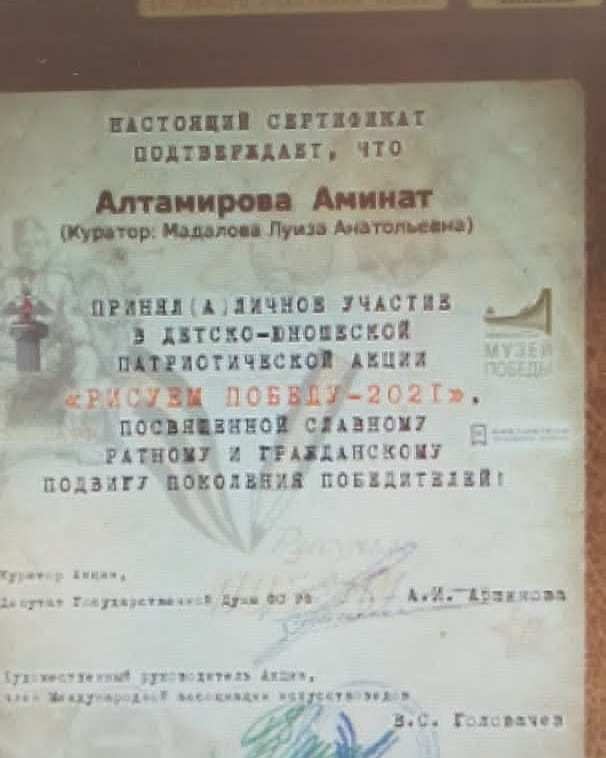 НАСТОЯЩИЙ СЕРТИФИКАТ
ПОДТВЕРЖДАЕТ, ЧТО
Алтамирова Аминат
(Куратор: Мадалова Луиза Анатольевна)
ПРИНЯЛ(А) ЛИЧНОЕ УЧАСТИЕ
В ДЕТСКО-ЮНОШЕСКОЙ
ПАТРИОТИЧЕСКОЙ АКЦИИ
«РИСУЕМ ПОБЕДУ-2021»,
ПОСВЯЩЕННОЙ СЛАВНОМУ
РАТНОМУ И ГРАЖДАНСКОМУ
ПОДВИГУ ПОКОЛЕНИЯ ПОБЕДИТЕЛЕЙ!
МУЗЕЙ
ПОБЕДЫ
Рисуем
Куратор Акции,
Депутат Государственной Думы ФС РФ
А.И. Аршинова
Художественный руководитель Акции,
член Международной ассоциации искусствоведов
В.С. Головачев